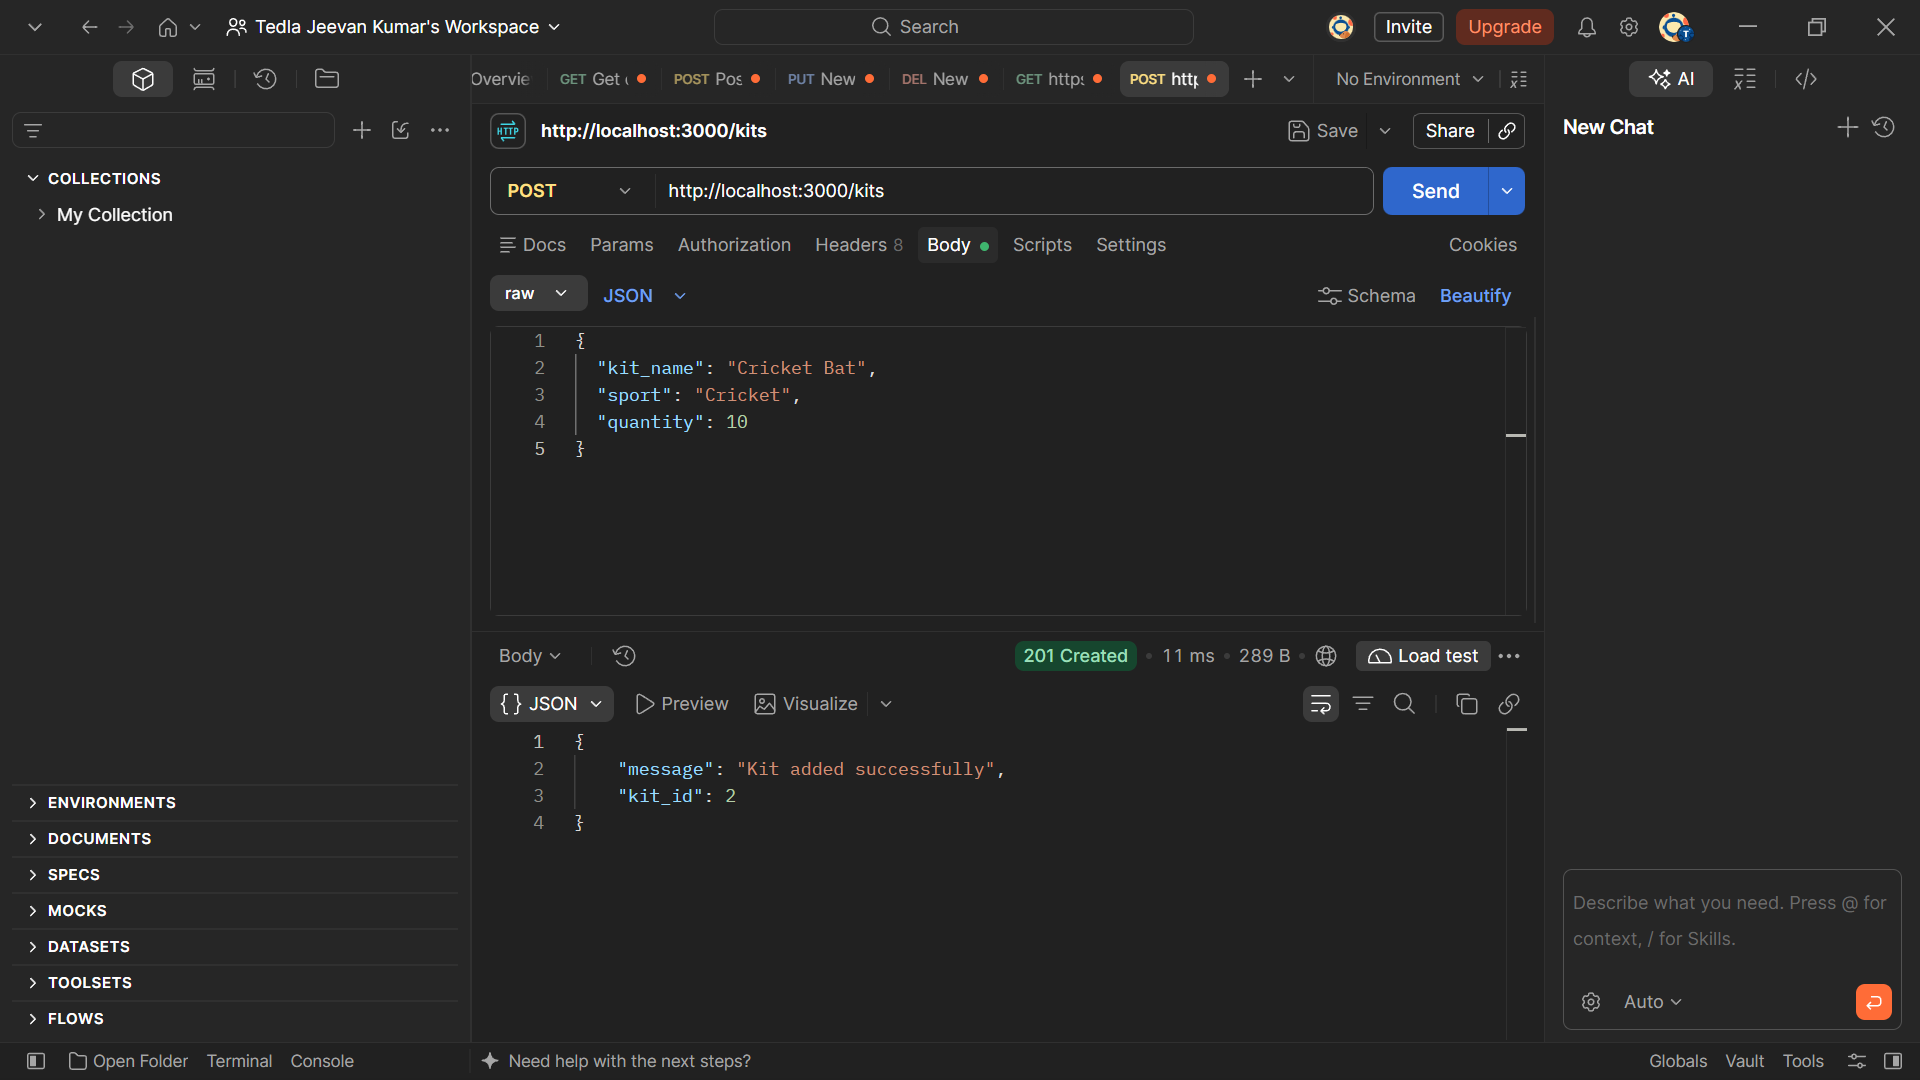 Tedla Jeevan Kumar's Workspace
Search
Invite
Upgrade
T
Overvie
GET Get
POST Pos
PUT New
DEL New
GET https
POST http
No Environment
AI
HTTP
http://localhost:3000/kits
Save
Share
New Chat
COLLECTIONS
My Collection
POST
http://localhost:3000/kits
Send
Docs
Params
Authorization
Headers 8
Body
Scripts
Settings
Cookies
raw
JSON
Schema
Beautify
1 {
2 "kit_name": "Cricket Bat",
3 "sport": "Cricket",
4 "quantity": 10
5 }
Body
201 Created
11 ms
289 B
Load test
{} JSON
Preview
Visualize
1 {
2 "message": "Kit added successfully",
3 "kit_id": 2
4 }
ENVIRONMENTS
DOCUMENTS
SPECS
MOCKS
DATASETS
TOOLSETS
FLOWS
Describe what you need. Press @ for
context, / for Skills.
Auto
Open Folder
Terminal
Console
Need help with the next steps?
Globals
Vault
Tools